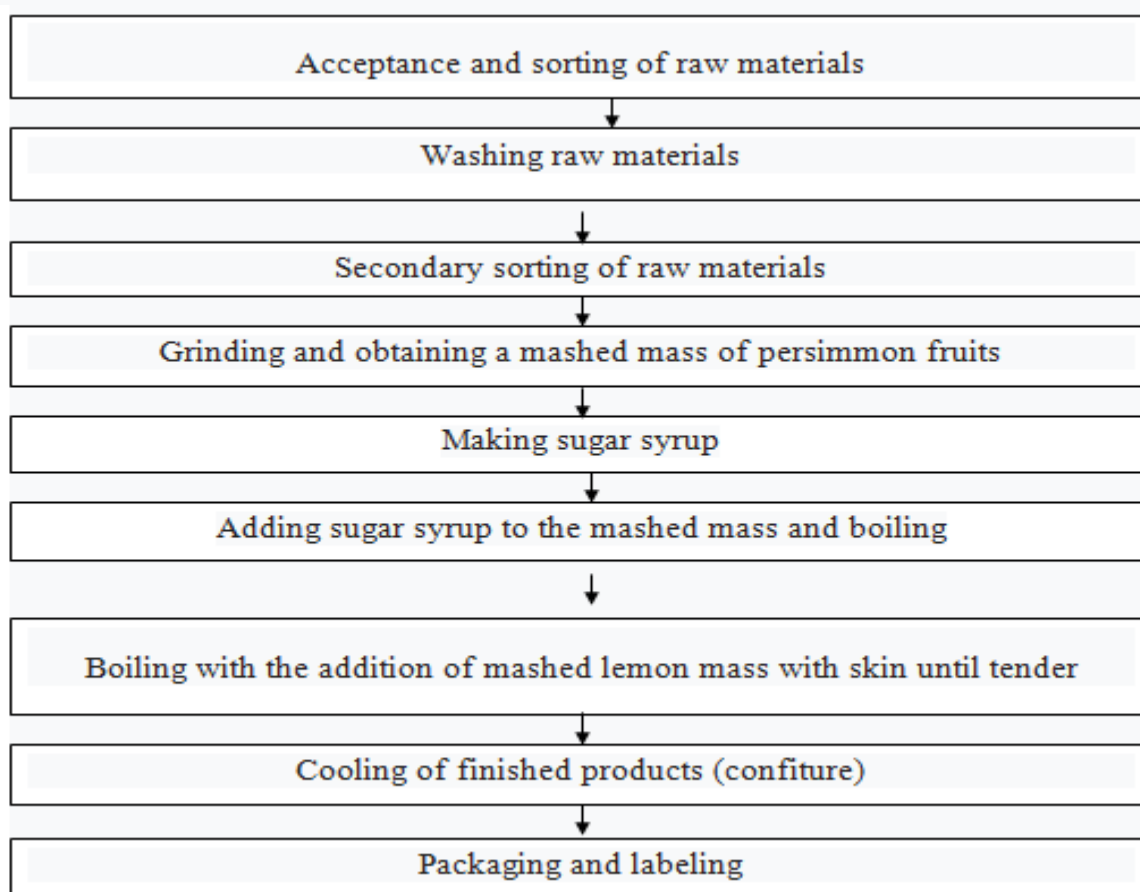 Acceptance and sorting of raw materials
Washing raw materials
Secondary sorting of raw materials
Grinding and obtaining a mashed mass of persimmon fruits
Making sugar syrup
Adding sugar syrup to the mashed mass and boiling
Boiling with the addition of mashed lemon mass with skin until tender
Cooling of finished products (confiture)
Packaging and labeling